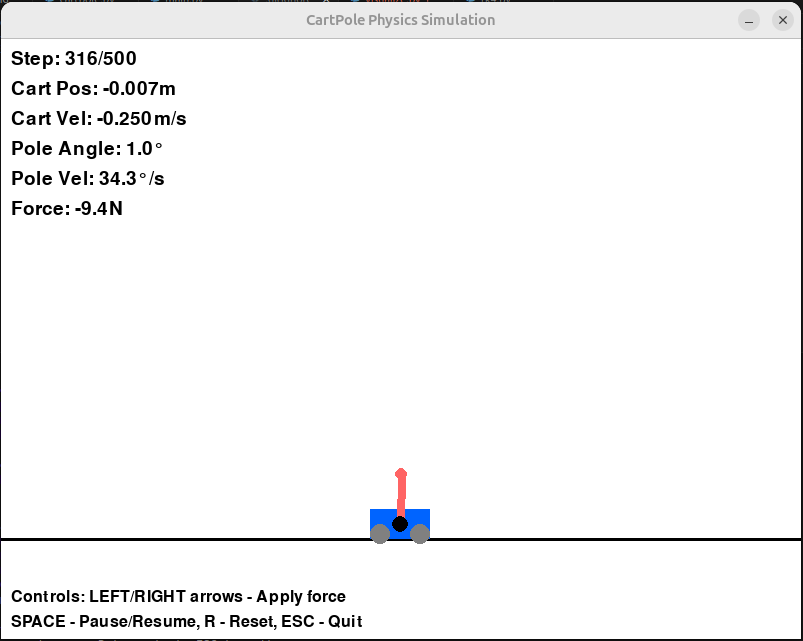 CartPole Physics Simulation
Step: 316/500
Cart Pos: -0.007m
Cart Vel: -0.250m/s
Pole Angle: 1.0°
Pole Vel: 34.3°/s
Force: -9.4N
Controls: LEFT/RIGHT arrows - Apply force
SPACE - Pause/Resume, R - Reset, ESC - Quit